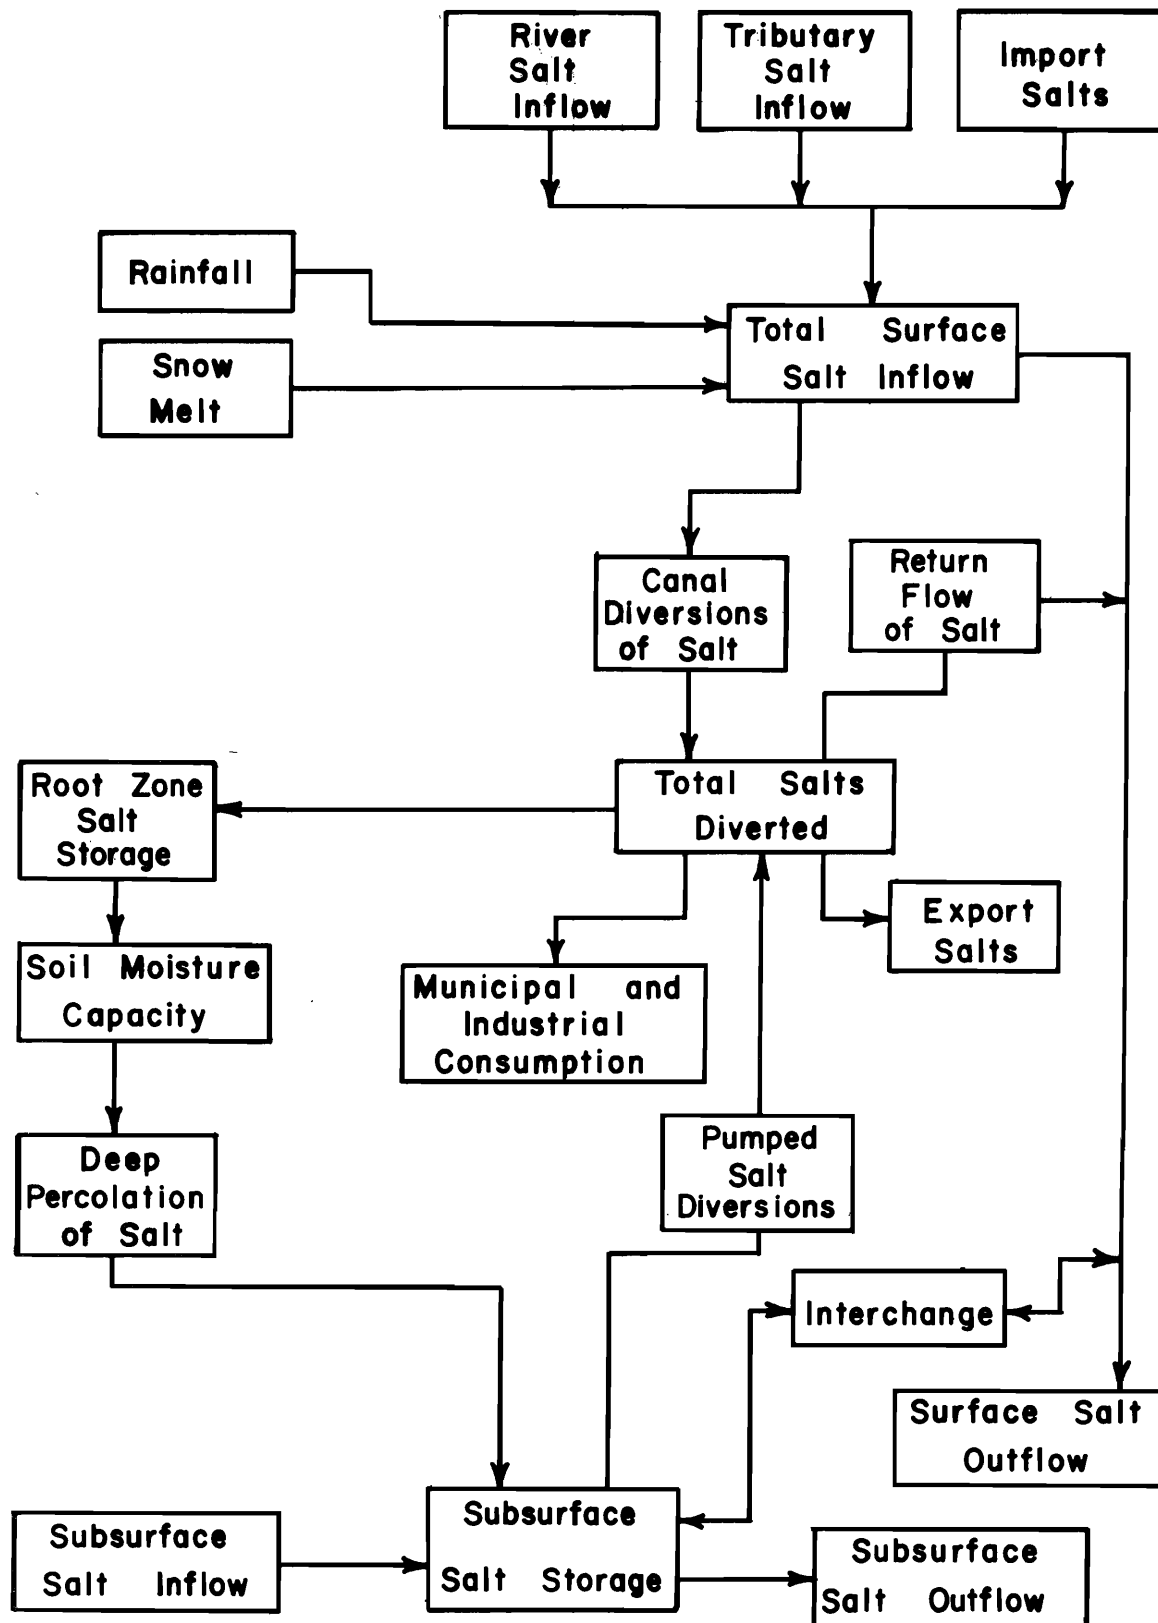 River
Salt
Inflow
Tributary
Salt
Inflow
Import
Salts
Rainfall
Total Surface
Salt Inflow
Snow
Melt
Canal
Diversions
of Salt
Return
Flow
of Salt
Root Zone
Salt
Storage
Total Salts
Diverted
Export
Salts
Soil Moisture
Capacity
Municipal and
Industrial
Consumption
Deep
Percolation
of Salt
Pumped
Salt
Diversions
Interchange
Surface Salt
Outflow
Subsurface
Salt Inflow
Subsurface
Salt Storage
Subsurface
Salt Outflow